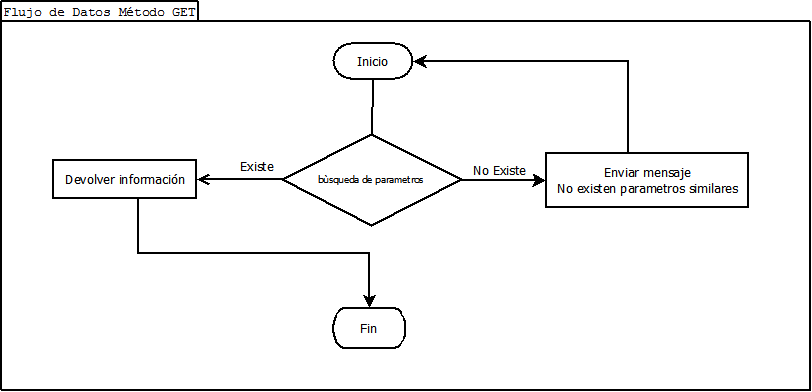 Flujo de Datos Método GET
Inicio
Existe
No Existe
Devolver información
bùsqueda de parametros
Enviar mensaje
No existen parametros similares
Fin